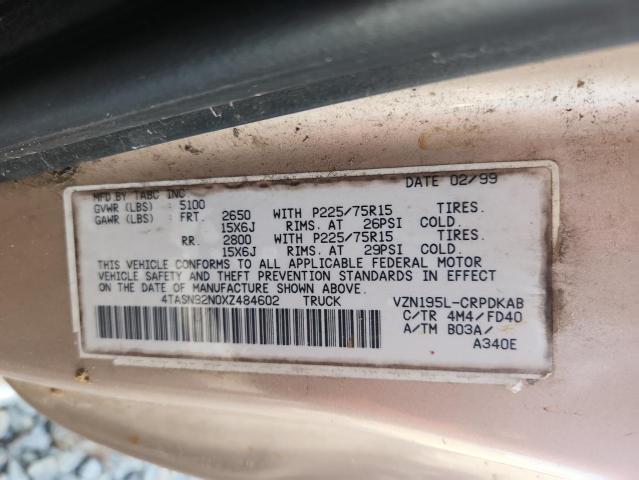 MFD BY TABC INC DATE 02/99
GVWR (LBS) : 5100
GAWR (LBS) : FRT. 2650 WITH P225/75R15 TIRES.
15X6J RIMS. AT 26PSI COLD.
RR. 2800 WITH P225/75R15 TIRES.
15X6J RIMS. AT 29PSI COLD.
THIS VEHICLE CONFORMS TO ALL APPLICABLE FEDERAL MOTOR
VEHICLE SAFETY AND THEFT PREVENTION STANDARDS IN EFFECT
ON DATE OF MANUFACTURE SHOWN ABOVE.
4TASN92N0XZ484602 TRUCK VZN195L-CRPDKAB
C/TR 4M4/FD40
A/TM B03A/
A340E